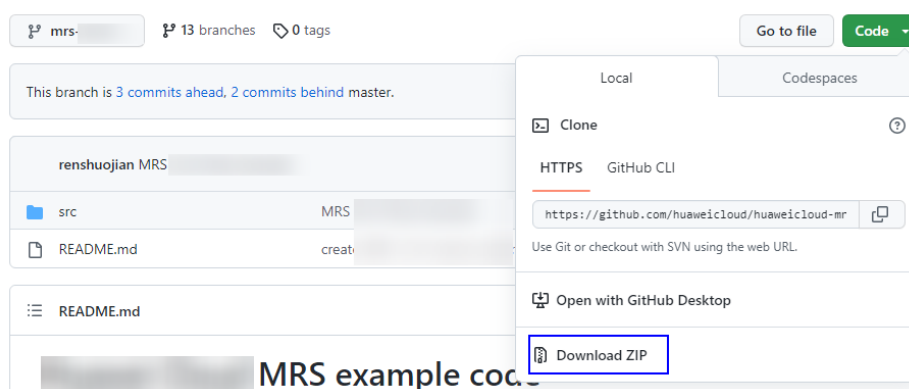 mrs-
13 branches
0 tags
Go to file
Code
This branch is 3 commits ahead, 2 commits behind master.
renshuojian MRS
src
MRS
README.md
creat
README.md
MRS example code
Local
Codespaces
Clone
HTTPS
GitHub CLI
https://github.com/huaweicloud/huaweicloud-mr
Use Git or checkout with SVN using the web URL.
Open with GitHub Desktop
Download ZIP